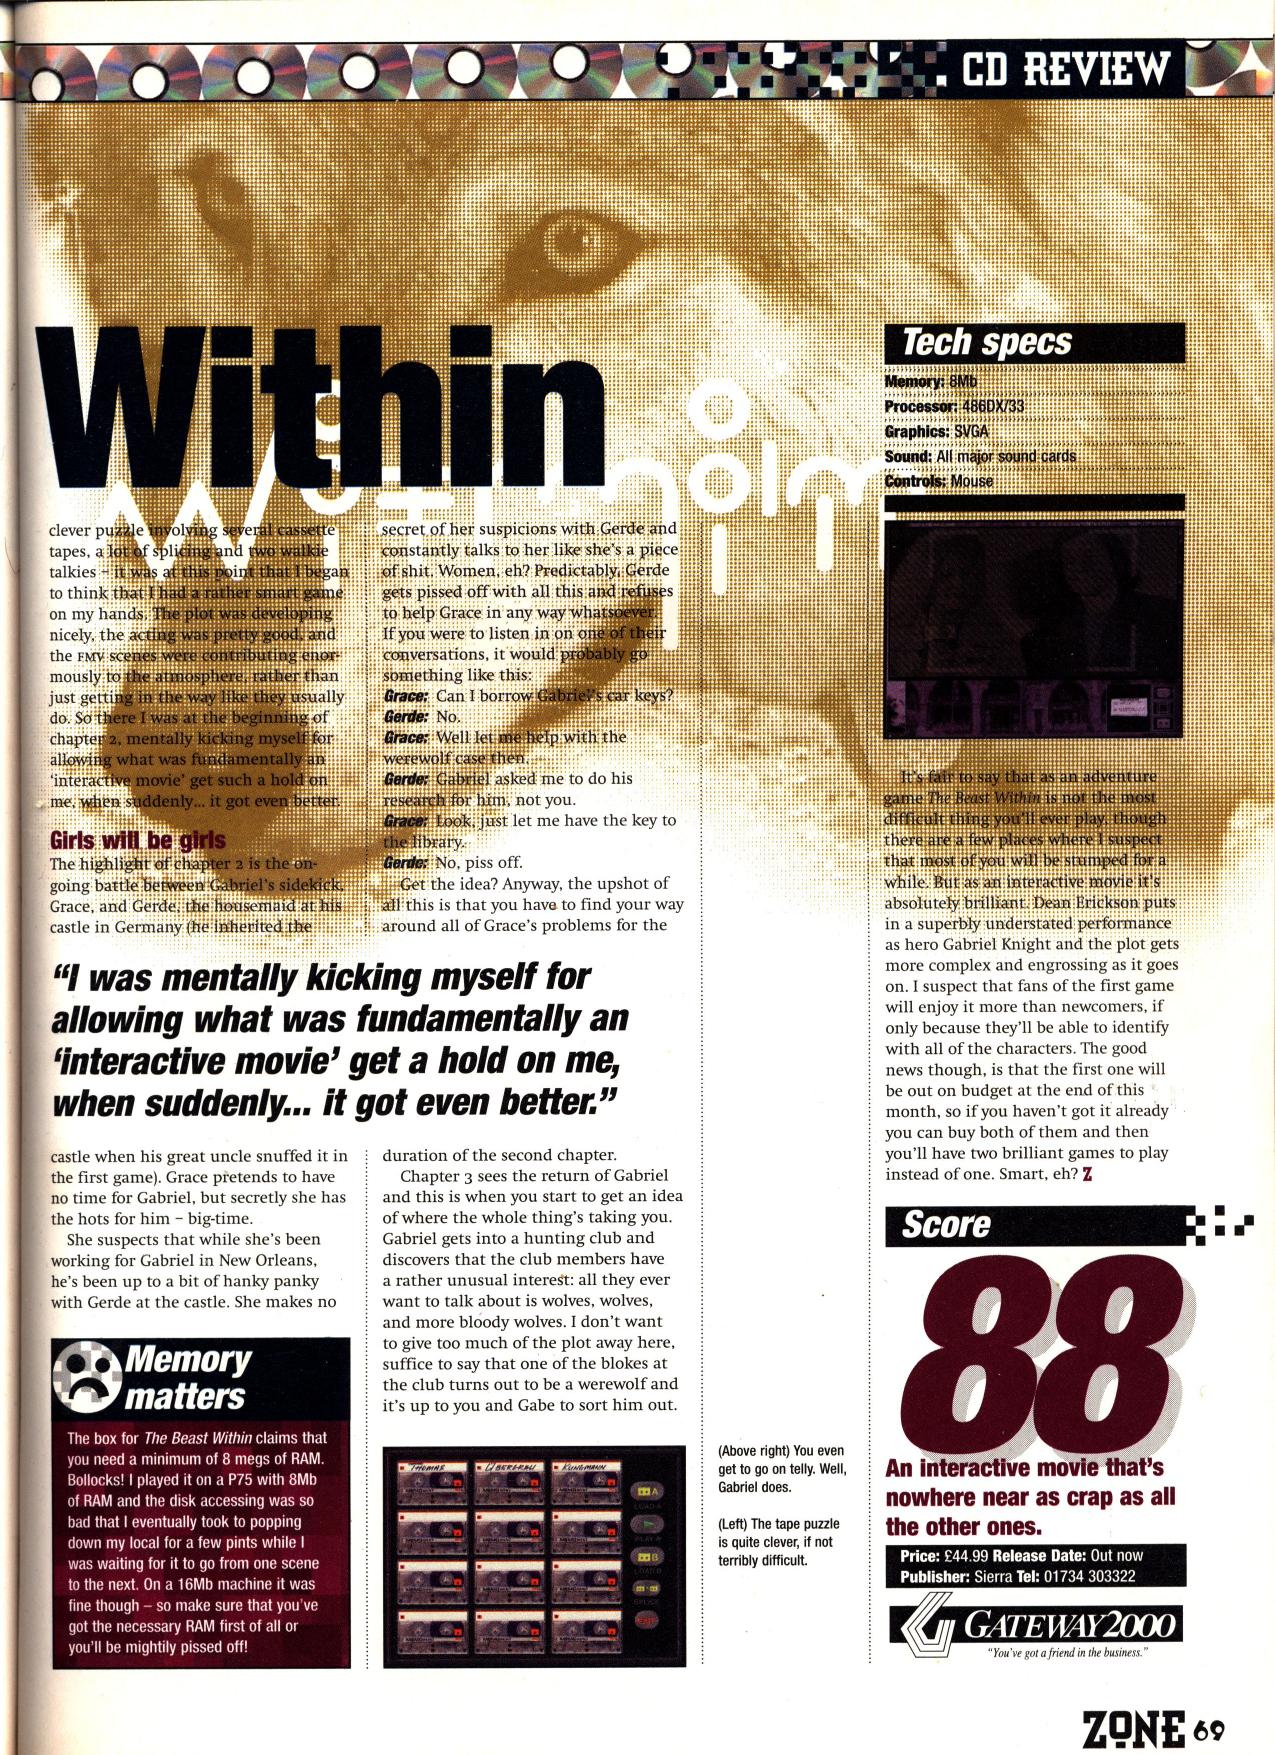 CD REVIEW
Within
Tech specs
Memory: 8Mb
Processor: 486DX/33
Graphics: SVGA
Sound: All major sound cards
Controls: Mouse
clever puzzle involving several cassette
tapes, a lot of splicing and two walkie
talkies – it was at this point that I began
to think that I had a rather smart game
on my hands. The plot was developing
nicely, the acting was pretty good, and
the FMV scenes were contributing enor-
mously to the atmosphere, rather than
just getting in the way like they usually
do. So there I was at the beginning of
chapter 2, mentally kicking myself for
allowing what was fundamentally an
'interactive movie' get such a hold on
me, when suddenly... it got even better.
Girls will be girls
The highlight of chapter 2 is the on-
going battle between Gabriel's sidekick,
Grace, and Gerde, the housemaid at his
castle in Germany (he inherited the
secret of her suspicions with Gerde and
constantly talks to her like she's a piece
of shit. Women, eh? Predictably, Gerde
gets pissed off with all this and refuses
to help Grace in any way whatsoever.
If you were to listen in on one of their
conversations, it would probably go
something like this:
Grace: Can I borrow Gabriel's car keys?
Gerde: No.
Grace: Well let me help with the
werewolf case then.
Gerde: Gabriel asked me to do his
research for him, not you.
Grace: Look, just let me have the key to
the library.
Gerde: No, piss off.
Get the idea? Anyway, the upshot of
all this is that you have to find your way
around all of Grace's problems for the
"I was mentally kicking myself for
allowing what was fundamentally an
'interactive movie' get a hold on me,
when suddenly... it got even better."
castle when his great uncle snuffed it in
the first game). Grace pretends to have
no time for Gabriel, but secretly she has
the hots for him – big-time.
She suspects that while she's been
working for Gabriel in New Orleans,
he's been up to a bit of hanky panky
with Gerde at the castle. She makes no
duration of the second chapter.
Chapter 3 sees the return of Gabriel
and this is when you start to get an idea
of where the whole thing's taking you.
Gabriel gets into a hunting club and
discovers that the club members have
a rather unusual interest: all they ever
want to talk about is wolves, wolves,
and more bloody wolves. I don't want
to give too much of the plot away here,
suffice to say that one of the blokes at
the club turns out to be a werewolf and
it's up to you and Gabe to sort him out.
Memory
matters
The box for The Beast Within claims that
you need a minimum of 8 megs of RAM.
Bollocks! I played it on a P75 with 8Mb
of RAM and the disk accessing was so
bad that I eventually took to popping
down my local for a few pints while I
was waiting for it to go from one scene
to the next. On a 16Mb machine it was
fine though – so make sure that you've
got the necessary RAM first of all or
you'll be mightily pissed off!
THOMAS
ÜBERGRAU
KLINGMANN
A
LOAD A
PLAY A
B
LOAD B
SPLICE
EXIT
(Above right) You even
get to go on telly. Well,
Gabriel does.
(Left) The tape puzzle
is quite clever, if not
terribly difficult.
It's fair to say that as an adventure
game The Beast Within is not the most
difficult thing you'll ever play, though
there are a few places where I suspect
that most of you will be stumped for a
while. But as an interactive movie it's
absolutely brilliant. Dean Erickson puts
in a superbly understated performance
as hero Gabriel Knight and the plot gets
more complex and engrossing as it goes
on. I suspect that fans of the first game
will enjoy it more than newcomers, if
only because they'll be able to identify
with all of the characters. The good
news though, is that the first one will
be out on budget at the end of this
month, so if you haven't got it already
you can buy both of them and then
you'll have two brilliant games to play
instead of one. Smart, eh? Z
Score
88
An interactive movie that's
nowhere near as crap as all
the other ones.
Price: £44.99 Release Date: Out now
Publisher: Sierra Tel: 01734 303322
GATEWAY2000
"You've got a friend in the business."
ZONE 69